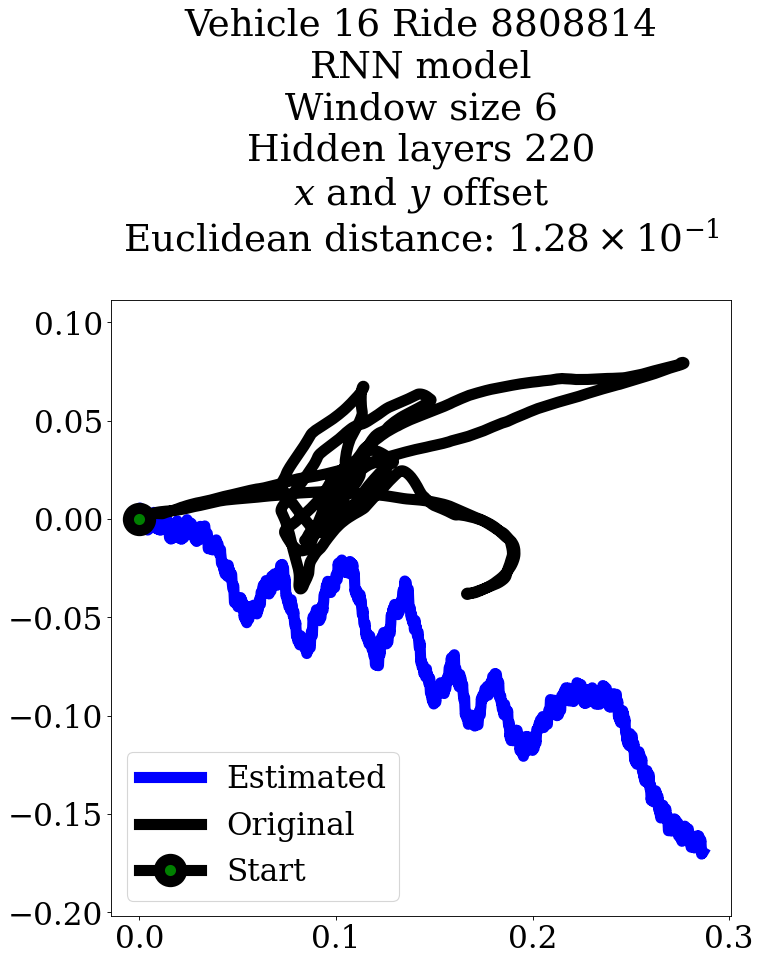 Vehicle 16 Ride 8808814
RNN model
Window size 6
Hidden layers 220
x and y offset
Euclidean distance: 1.28 × 10⁻¹
0.10
0.05
0.00
−0.05
−0.10
−0.15
−0.20
Estimated
Original
Start
0.0 0.1 0.2 0.3